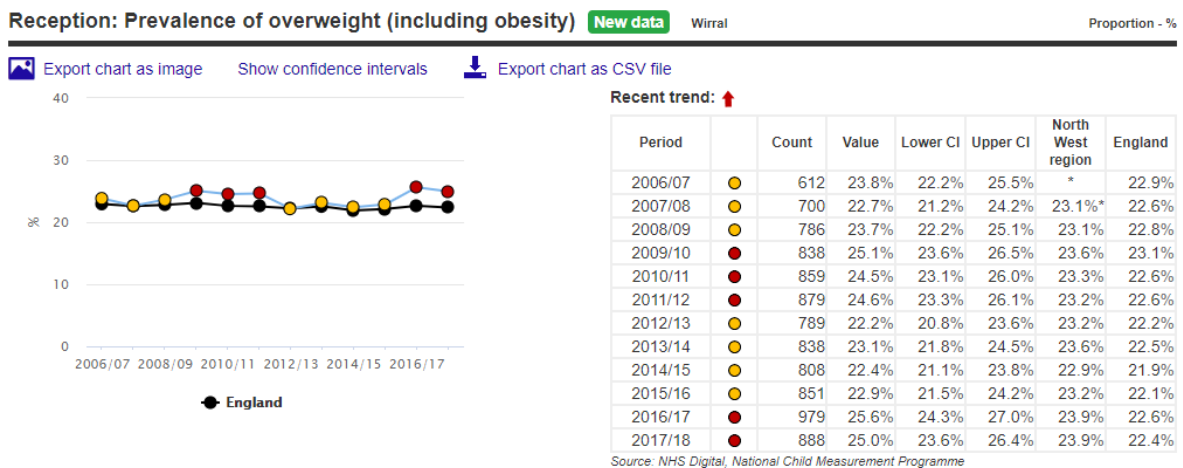 Reception: Prevalence of overweight (including obesity) New data Wirral Proportion - %
Export chart as image Show confidence intervals Export chart as CSV file
40
30
20
10
0
%
2006/07 2008/09 2010/11 2012/13 2014/15 2016/17
England
Recent trend:
Period Count Value Lower CI Upper CI North West region England
2006/07 612 23.8% 22.2% 25.5% * 22.9%
2007/08 700 22.7% 21.2% 24.2% 23.1%* 22.6%
2008/09 786 23.7% 22.2% 25.1% 23.1% 22.8%
2009/10 838 25.1% 23.6% 26.5% 23.6% 23.1%
2010/11 859 24.5% 23.1% 26.0% 23.3% 22.6%
2011/12 879 24.6% 23.3% 26.1% 23.2% 22.6%
2012/13 789 22.2% 20.8% 23.6% 23.2% 22.2%
2013/14 838 23.1% 21.8% 24.5% 23.6% 22.5%
2014/15 808 22.4% 21.1% 23.8% 22.9% 21.9%
2015/16 851 22.9% 21.5% 24.2% 23.2% 22.1%
2016/17 979 25.6% 24.3% 27.0% 23.9% 22.6%
2017/18 888 25.0% 23.6% 26.4% 23.9% 22.4%
Source: NHS Digital, National Child Measurement Programme